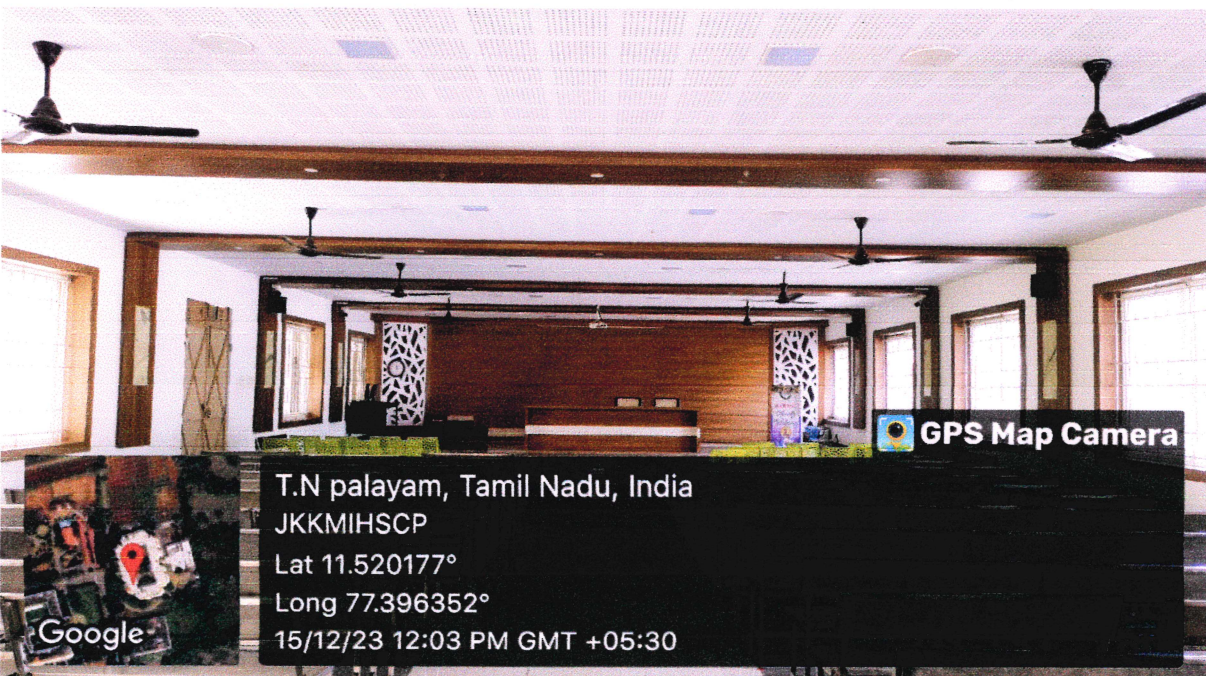 GPS Map Camera
T.N palayam, Tamil Nadu, India
JKKMIHSCP
Lat 11.520177°
Long 77.396352°
15/12/23 12:03 PM GMT +05:30
Google